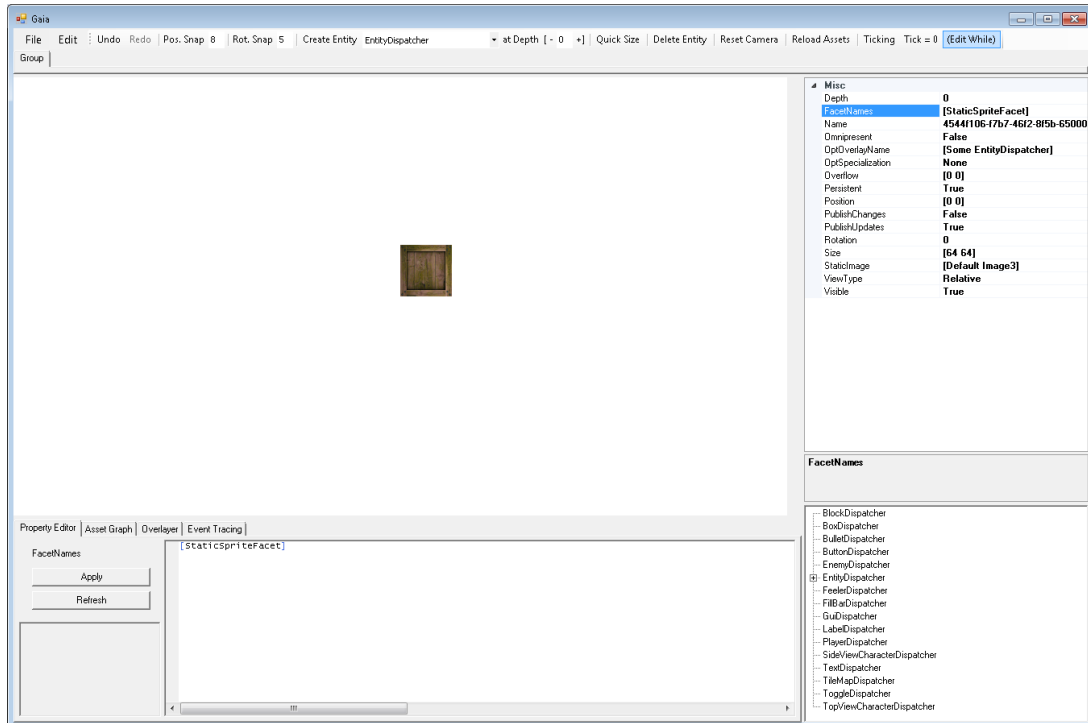 Gaia
File Edit Undo Redo Pos. Snap 8 Rot. Snap 5 Create Entity EntityDispatcher at Depth [ - 0 +] Quick Size Delete Entity Reset Camera Reload Assets Ticking Tick = 0 (Edit While)
Group
Misc
Depth 0
FacetNames [StaticSpriteFacet]
Name 4544f106-f7b7-46f2-8f5b-65000
Omnipresent False
OptOverlayName [Some EntityDispatcher]
OptSpecialization None
Overflow [0 0]
Persistent True
Position [0 0]
PublishChanges False
PublishUpdates True
Rotation 0
Size [64 64]
StaticImage [Default Image3]
ViewType Relative
Visible True
FacetNames
Property Editor Asset Graph Overlayer Event Tracing
FacetNames
Apply
Refresh
[StaticSpriteFacet]
BlockDispatcher
BoxDispatcher
BulletDispatcher
ButtonDispatcher
EnemyDispatcher
EntityDispatcher
FeelerDispatcher
FillBarDispatcher
GuiDispatcher
LabelDispatcher
PlayerDispatcher
SideViewCharacterDispatcher
TextDispatcher
TileMapDispatcher
ToggleDispatcher
TopViewCharacterDispatcher